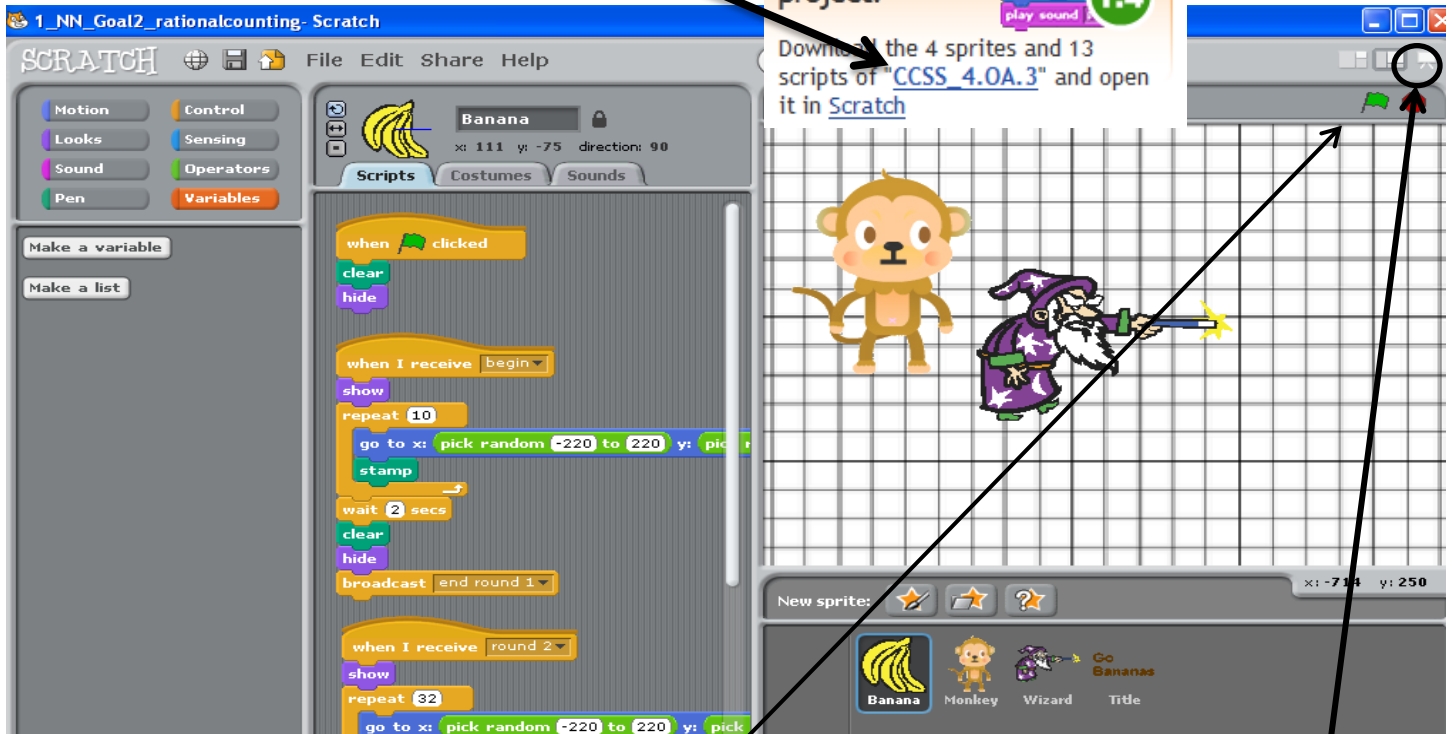 1_NN_Goal2_rationalcounting- Scratch
SCRATCH File Edit Share Help
project.
play sound
1.4
Download the 4 sprites and 13
scripts of "CCSS_4.OA.3" and open
it in Scratch
Motion Control
Looks Sensing
Sound Operators
Pen Variables
Make a variable
Make a list
Banana
x: 111 y: -75 direction: 90
Scripts Costumes Sounds
when clicked
clear
hide
when I receive begin
show
repeat 10
go to x: pick random -220 to 220 y: pic
stamp
wait 2 secs
clear
hide
broadcast end round 1
when I receive round 2
show
repeat 32
go to x: pick random -220 to 220 y: pick
x: -714 y: 250
New sprite:
Go
Bananas
Banana Monkey Wizard Title